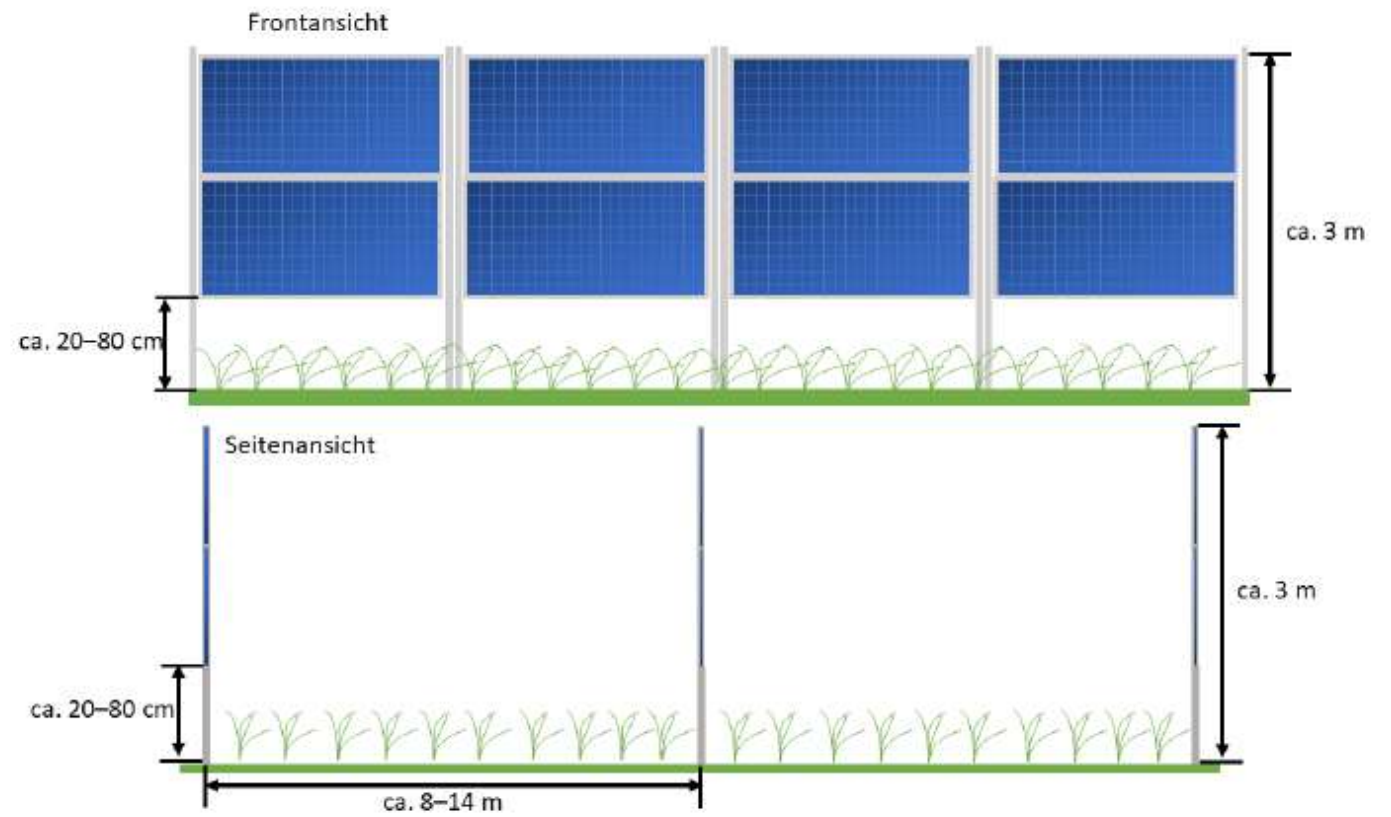 Frontansicht
ca. 3 m
ca. 20–80 cm
Seitenansicht
ca. 3 m
ca. 20–80 cm
ca. 8–14 m